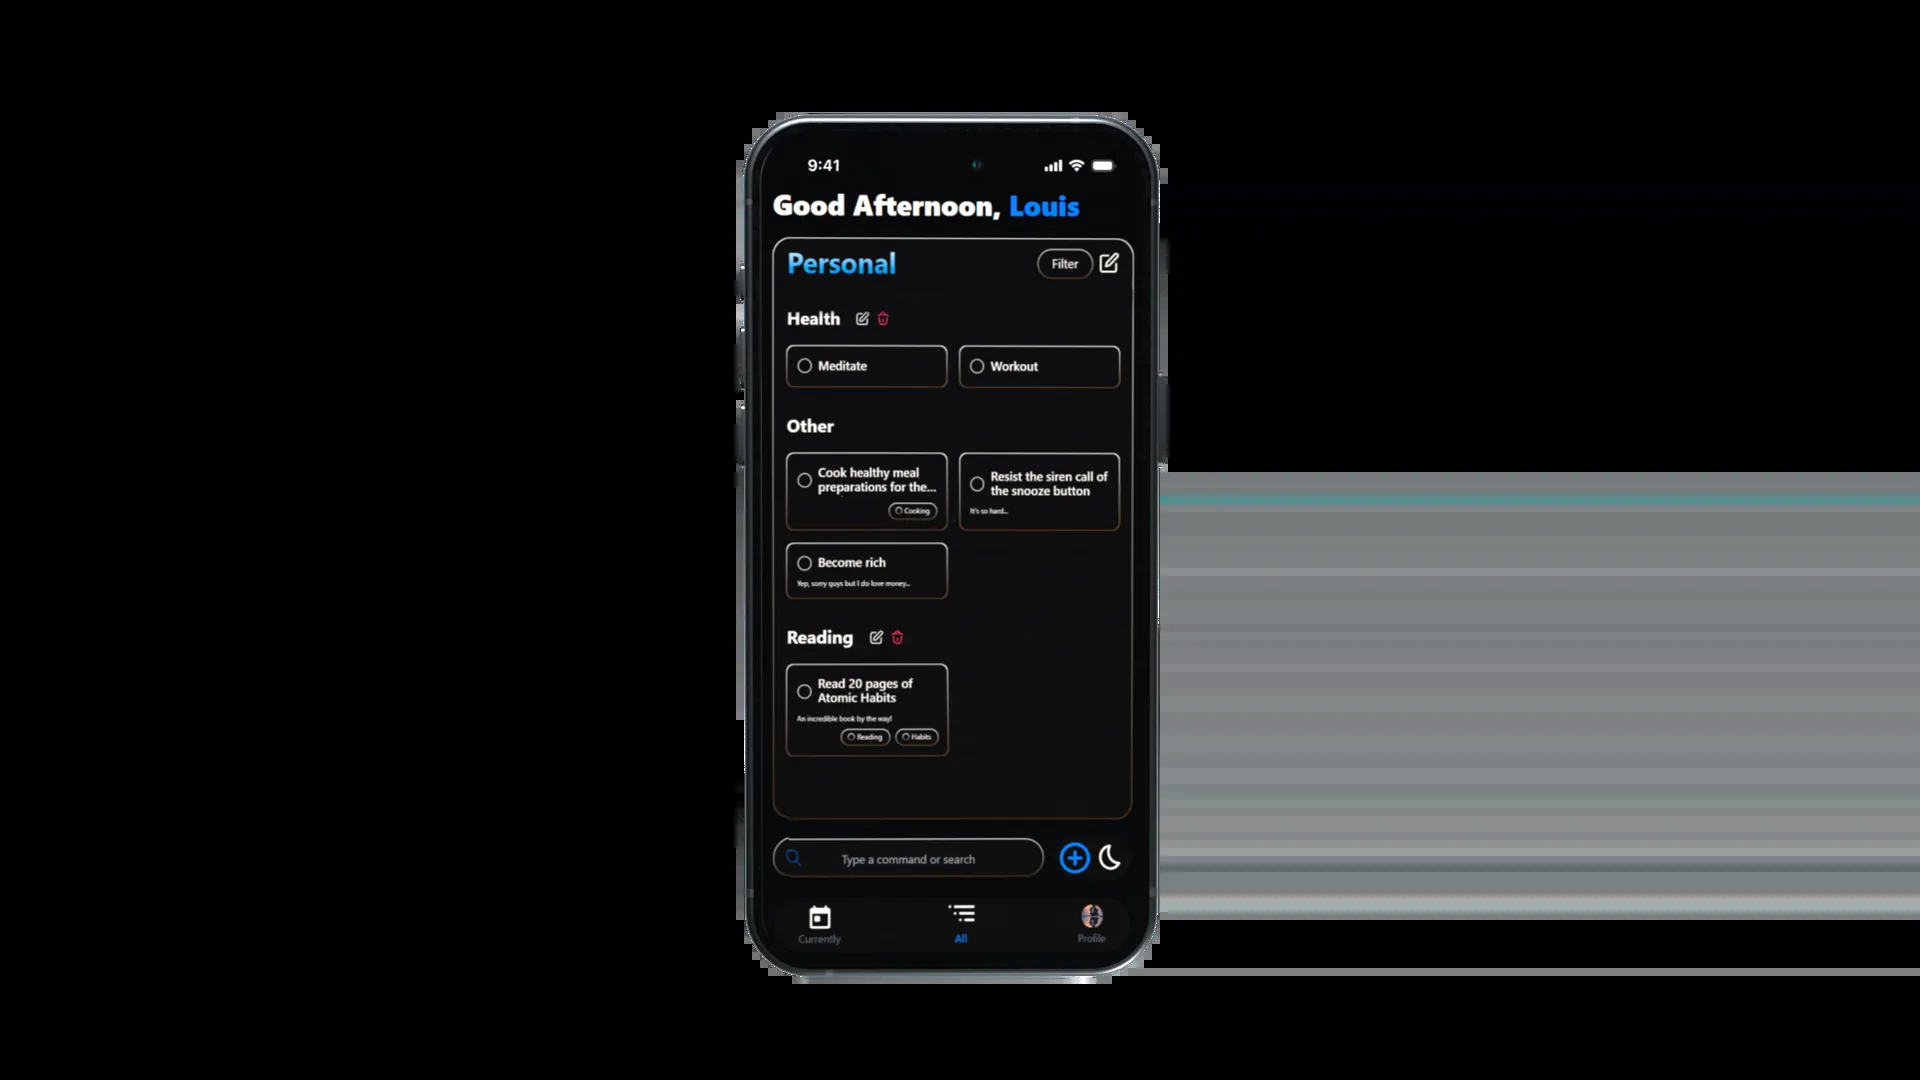 9:41
Good Afternoon, Louis
Personal
Filter
Health
Meditate
Workout
Other
Cook healthy meal
preparations for the...
Cooking
Resist the siren call of
the snooze button
It's so hard...
Become rich
Yep, sorry guys but I do love money...
Reading
Read 20 pages of
Atomic Habits
An incredible book by the way!
Reading
Habits
Type a command or search
Currently
All
Profile